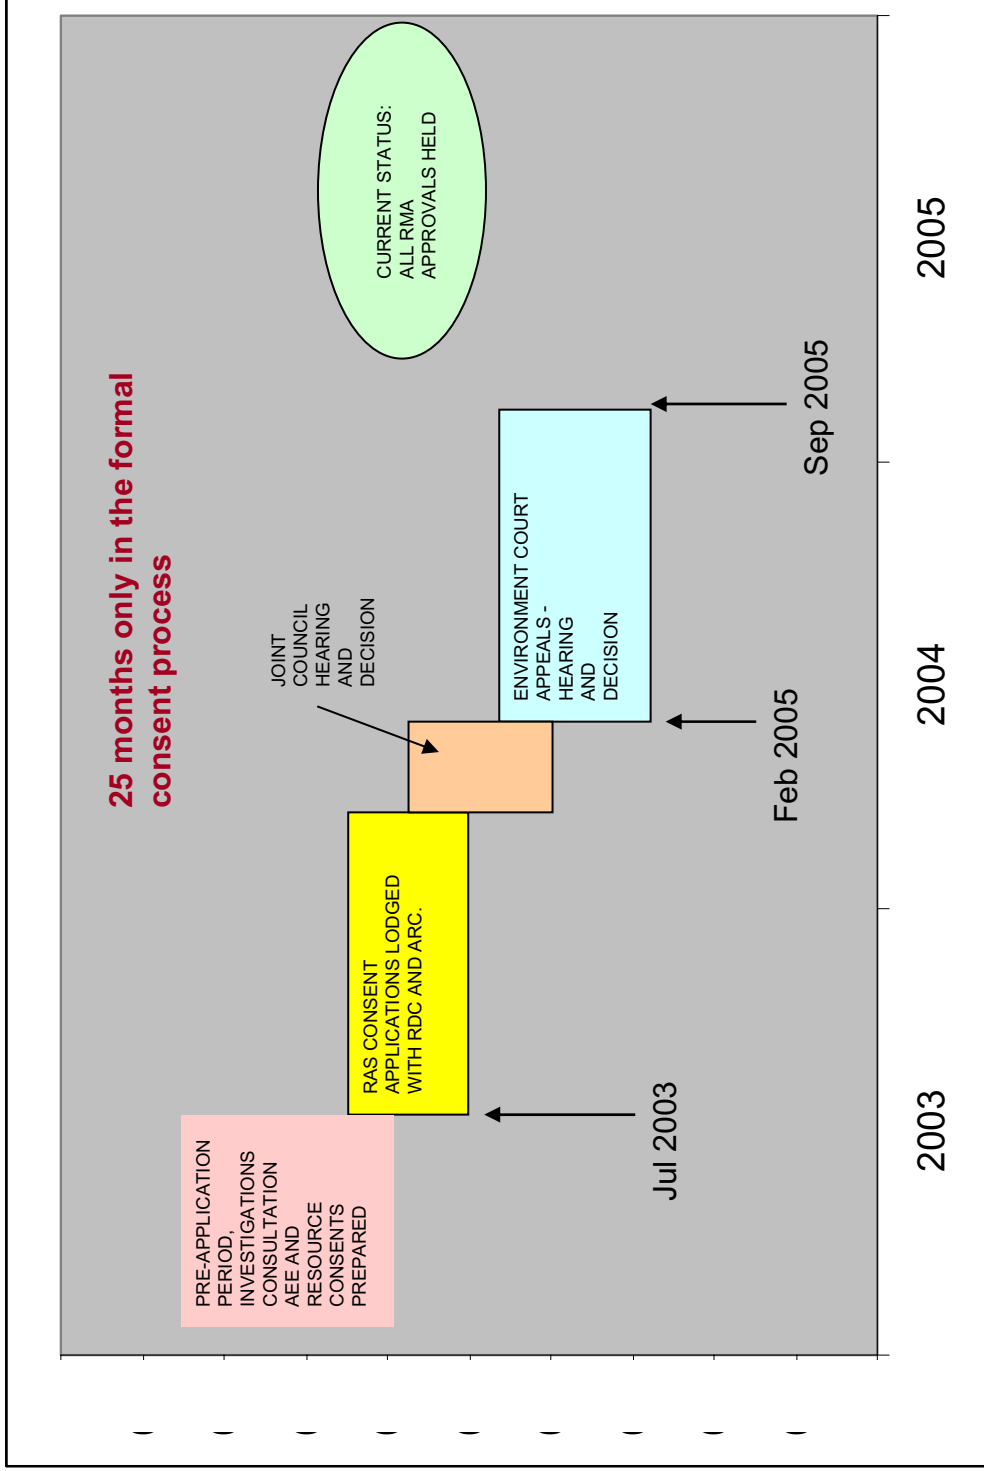 25 months only in the formal
consent process
PRE-APPLICATION
PERIOD,
INVESTIGATIONS
CONSULTATION
AEE AND
RESOURCE
CONSENTS
PREPARED
RAS CONSENT
APPLICATIONS LODGED
WITH RDC AND ARC.
JOINT
COUNCIL
HEARING
AND
DECISION
ENVIRONMENT COURT
APPEALS -
HEARING
AND
DECISION
CURRENT STATUS:
ALL RMA
APPROVALS HELD
Jul 2003
Feb 2005
Sep 2005
2003
2004
2005